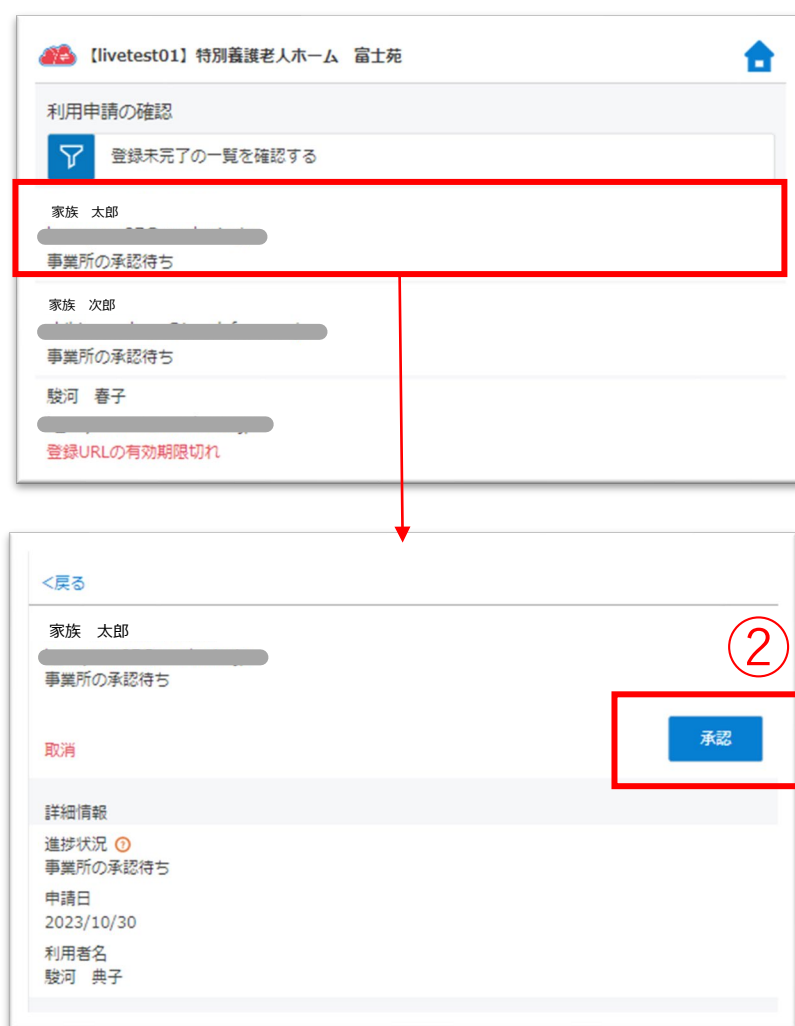 【livetest01】特別養護老人ホーム　富士苑
利用申請の確認
登録未完了の一覧を確認する
家族　太郎
事業所の承認待ち
家族　次郎
事業所の承認待ち
駿河　春子
登録URLの有効期限切れ
<戻る
家族　太郎
②
事業所の承認待ち
取消
承認
詳細情報
進捗状況 ?
事業所の承認待ち
申請日
2023/10/30
利用者名
駿河　典子